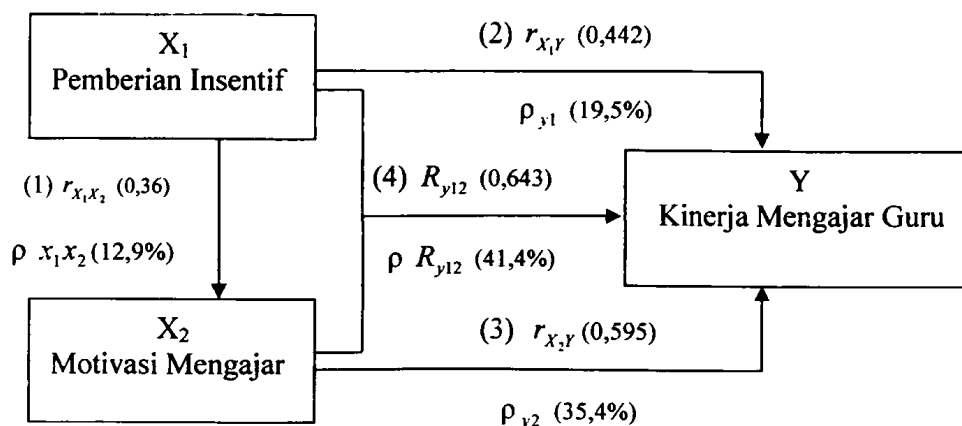 X₁
Pemberian Insentif
(2) r_{X₁Y} (0,442)
ρ_{y1} (19,5%)
(1) r_{X₁X₂} (0,36)
ρ x₁x₂ (12,9%)
(4) R_{y12} (0,643)
ρ R_{y12} (41,4%)
Y
Kinerja Mengajar Guru
X₂
Motivasi Mengajar
(3) r_{X₂Y} (0,595)
ρ_{y2} (35,4%)